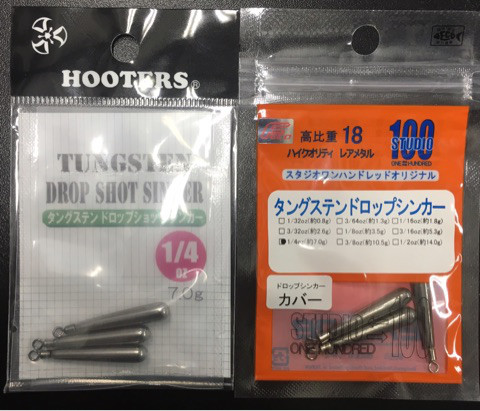 HOOTERS®
TUNGSTEN
DROP SHOT SINKER
タングステン ドロップショットシンカー
1/4
oz
7.0g
高比重 18
ハイクオリティ レアメタル
100
STUDIO
ONE HUNDRED
スタジオワンハンドレッドオリジナル
タングステンドロップシンカー
1/32oz(約0.8g) 3/64oz(約1.3g) 1/16oz(約1.8g)
3/32oz(約2.6g) 1/8oz(約3.5g) 3/16oz(約5.3g)
1/4oz(約7.0g) 3/8oz(約10.5g) 1/2oz(約14.0g)
ドロップシンカー
カバー
STUDIO 100
ONE HUNDRED